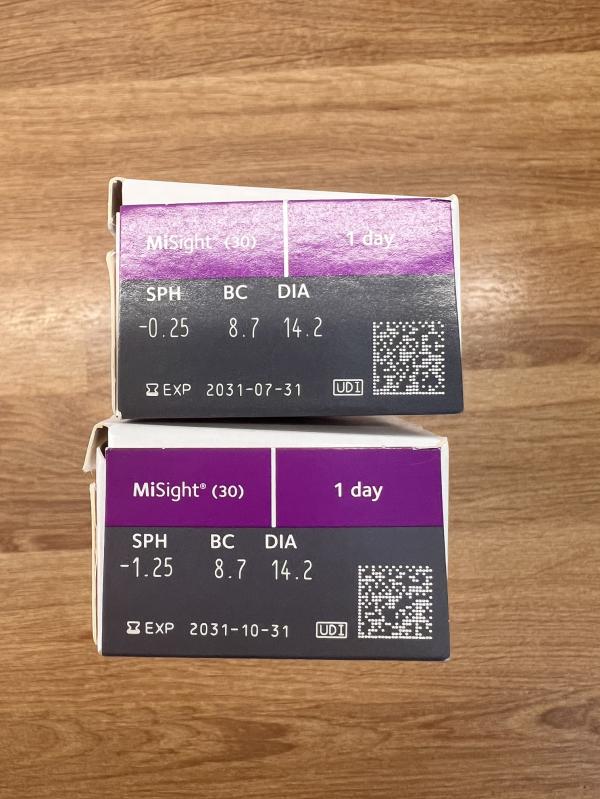 MiSight (30) 1 day
SPH BC DIA
-0.25 8.7 14.2
EXP 2031-07-31 UDI
MiSight® (30) 1 day
SPH BC DIA
-1.25 8.7 14.2
EXP 2031-10-31 UDI